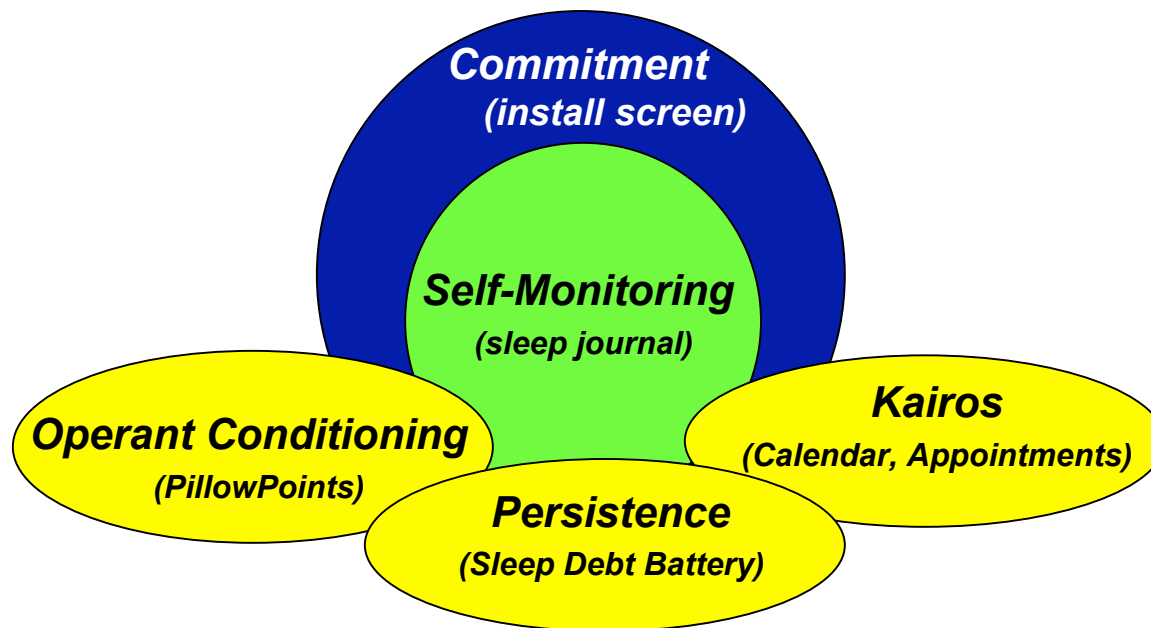 Commitment
(install screen)
Self-Monitoring
(sleep journal)
Operant Conditioning
(PillowPoints)
Persistence
(Sleep Debt Battery)
Kairos
(Calendar, Appointments)